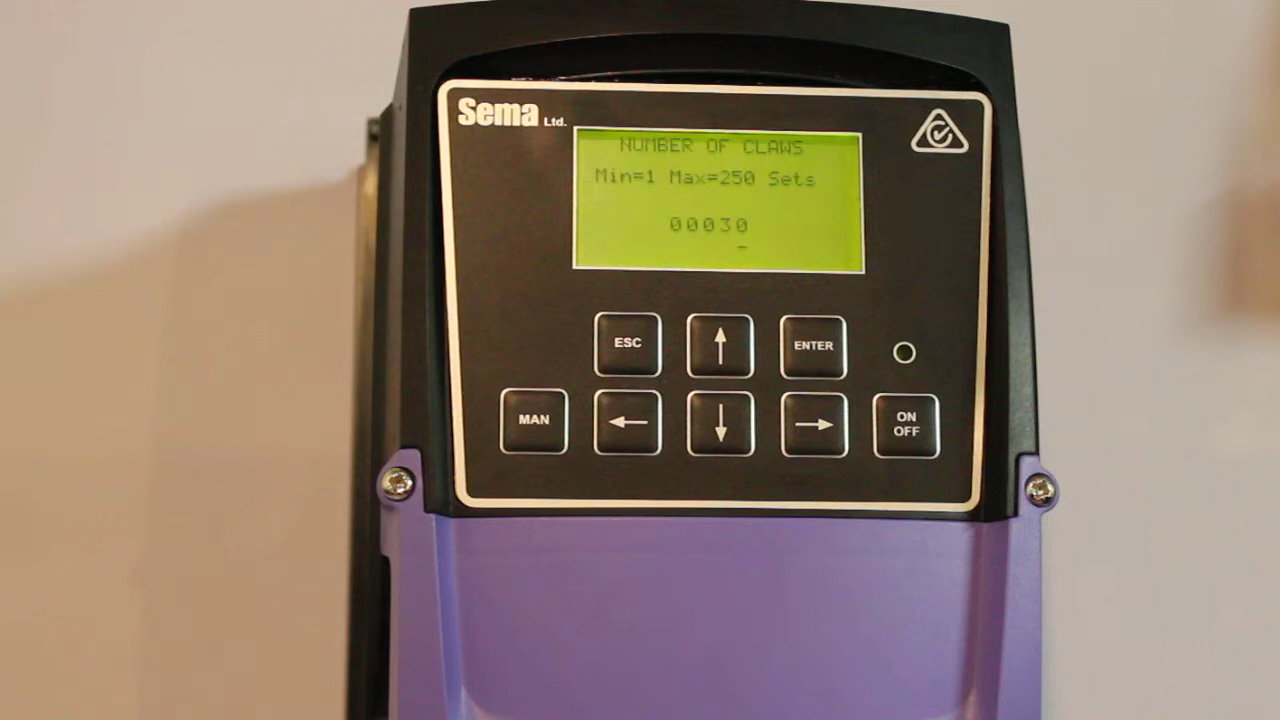 Sema Ltd.
NUMBER OF CLAWS
Min=1 Max=250 Sets
00030
ESC
ENTER
MAN
ON
OFF